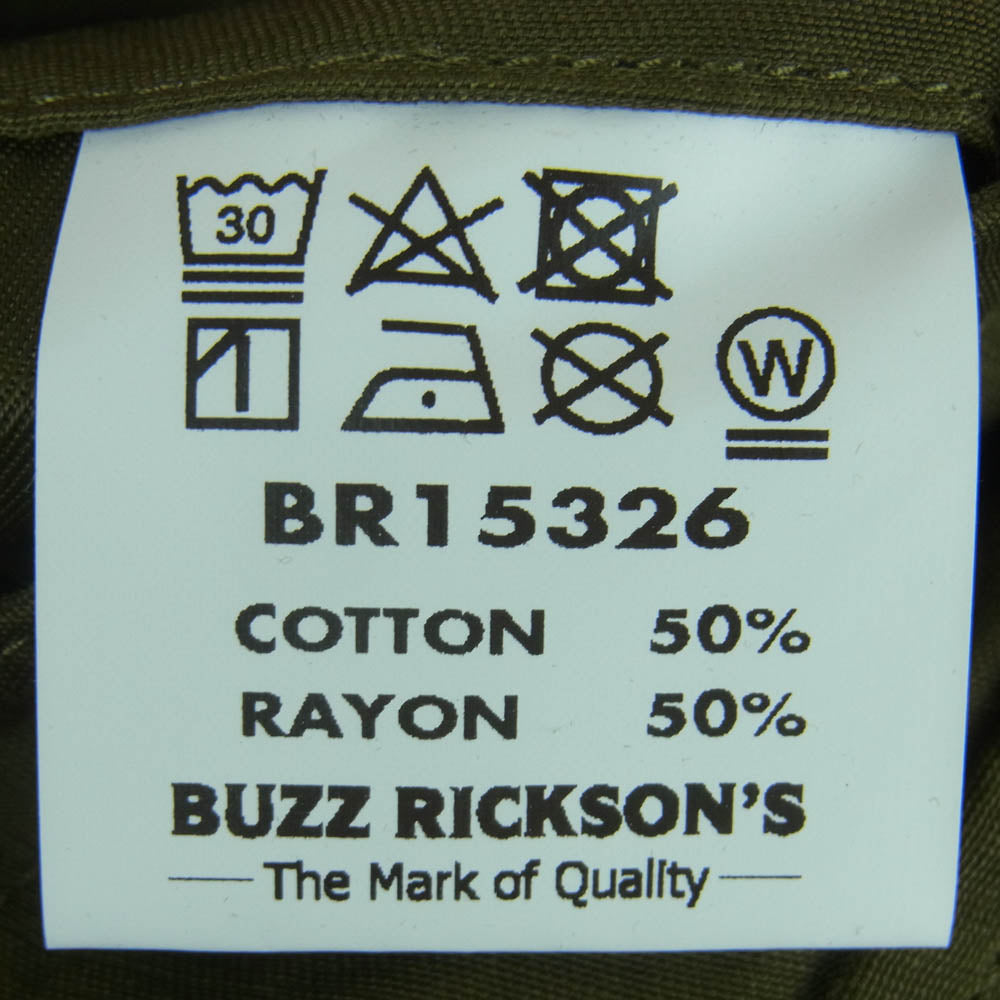 30
W
BR15326
COTTON 50%
RAYON 50%
BUZZ RICKSON'S
The Mark of Quality